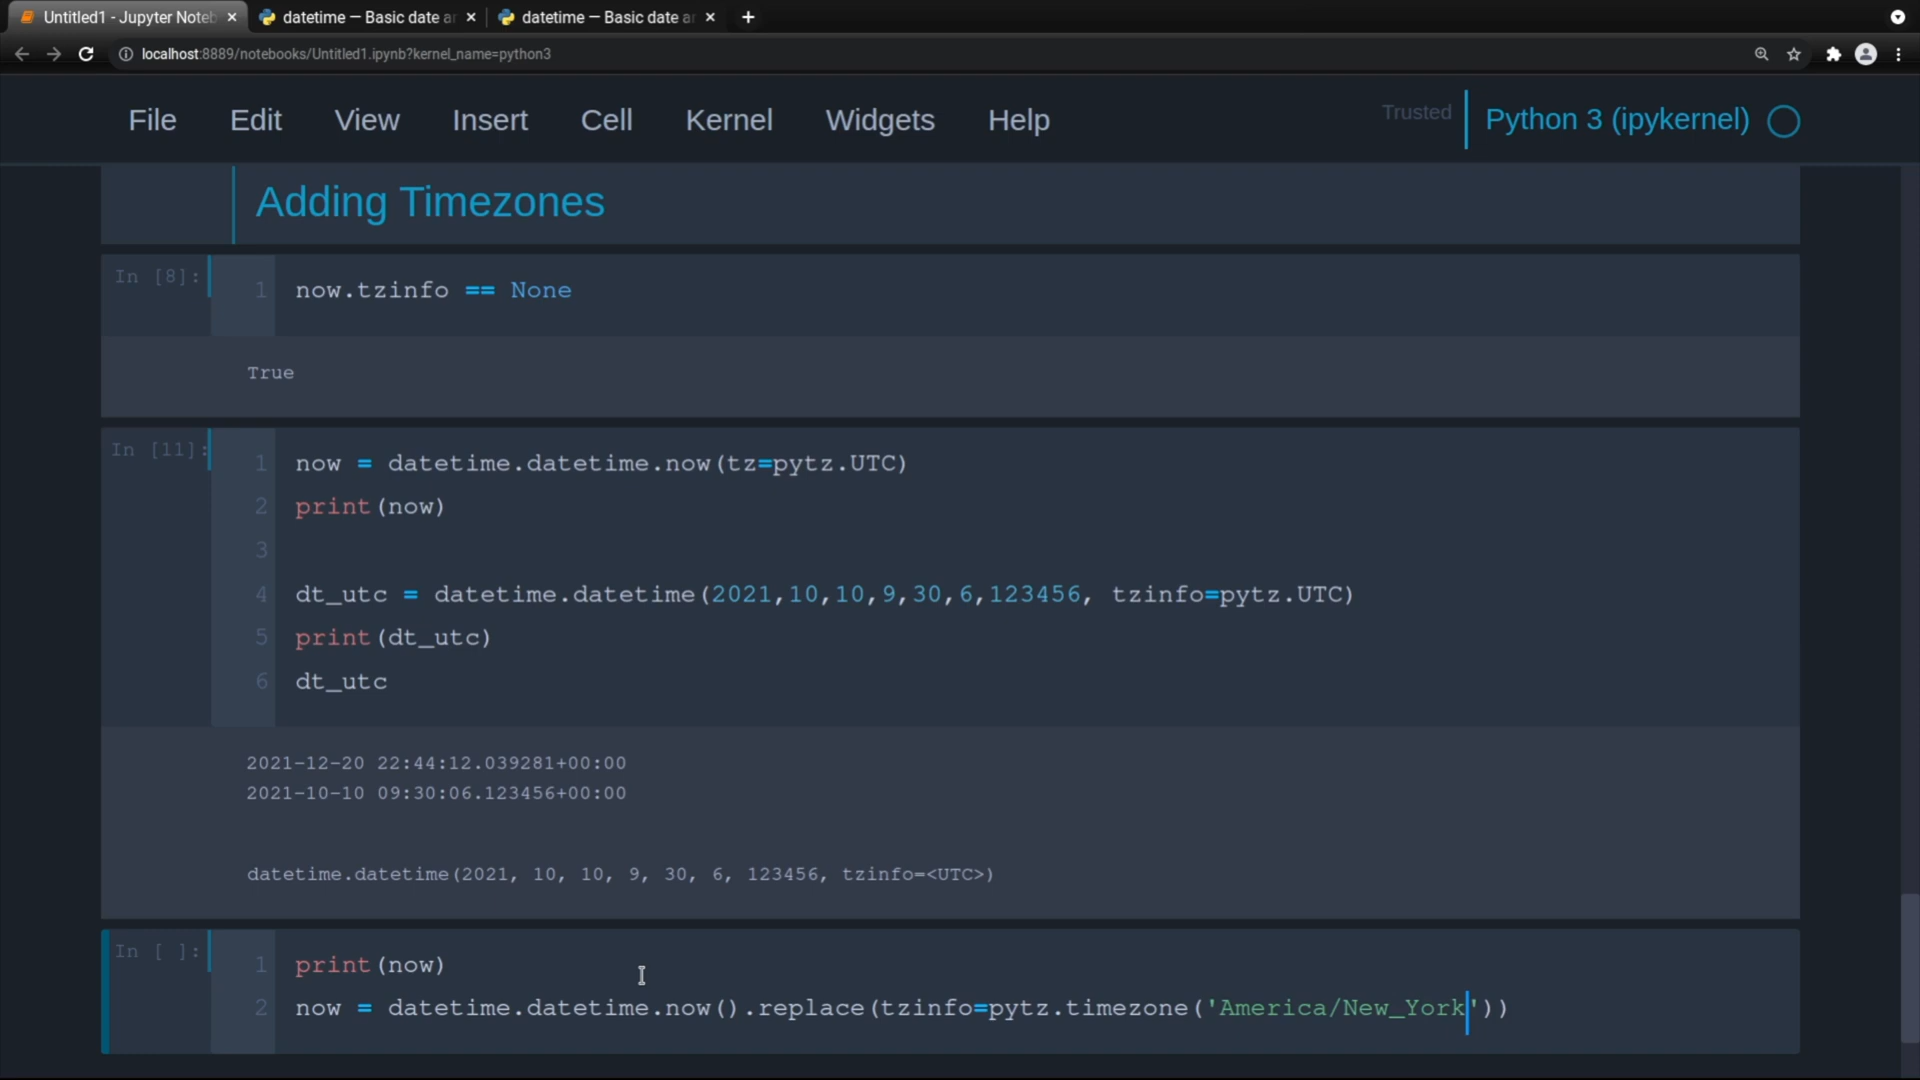 Untitled1 - Jupyter Noteb
datetime — Basic date ar
datetime — Basic date ar
localhost:8889/notebooks/Untitled1.ipynb?kernel_name=python3
File Edit View Insert Cell Kernel Widgets Help
Trusted
Python 3 (ipykernel)
Adding Timezones
In [8]:
1 now.tzinfo == None
True
In [11]:
1 now = datetime.datetime.now(tz=pytz.UTC)
2 print(now)
3
4 dt_utc = datetime.datetime(2021,10,10,9,30,6,123456, tzinfo=pytz.UTC)
5 print(dt_utc)
6 dt_utc
2021-12-20 22:44:12.039281+00:00
2021-10-10 09:30:06.123456+00:00
datetime.datetime(2021, 10, 10, 9, 30, 6, 123456, tzinfo=<UTC>)
In [ ]:
1 print(now)
2 now = datetime.datetime.now().replace(tzinfo=pytz.timezone('America/New_York'))